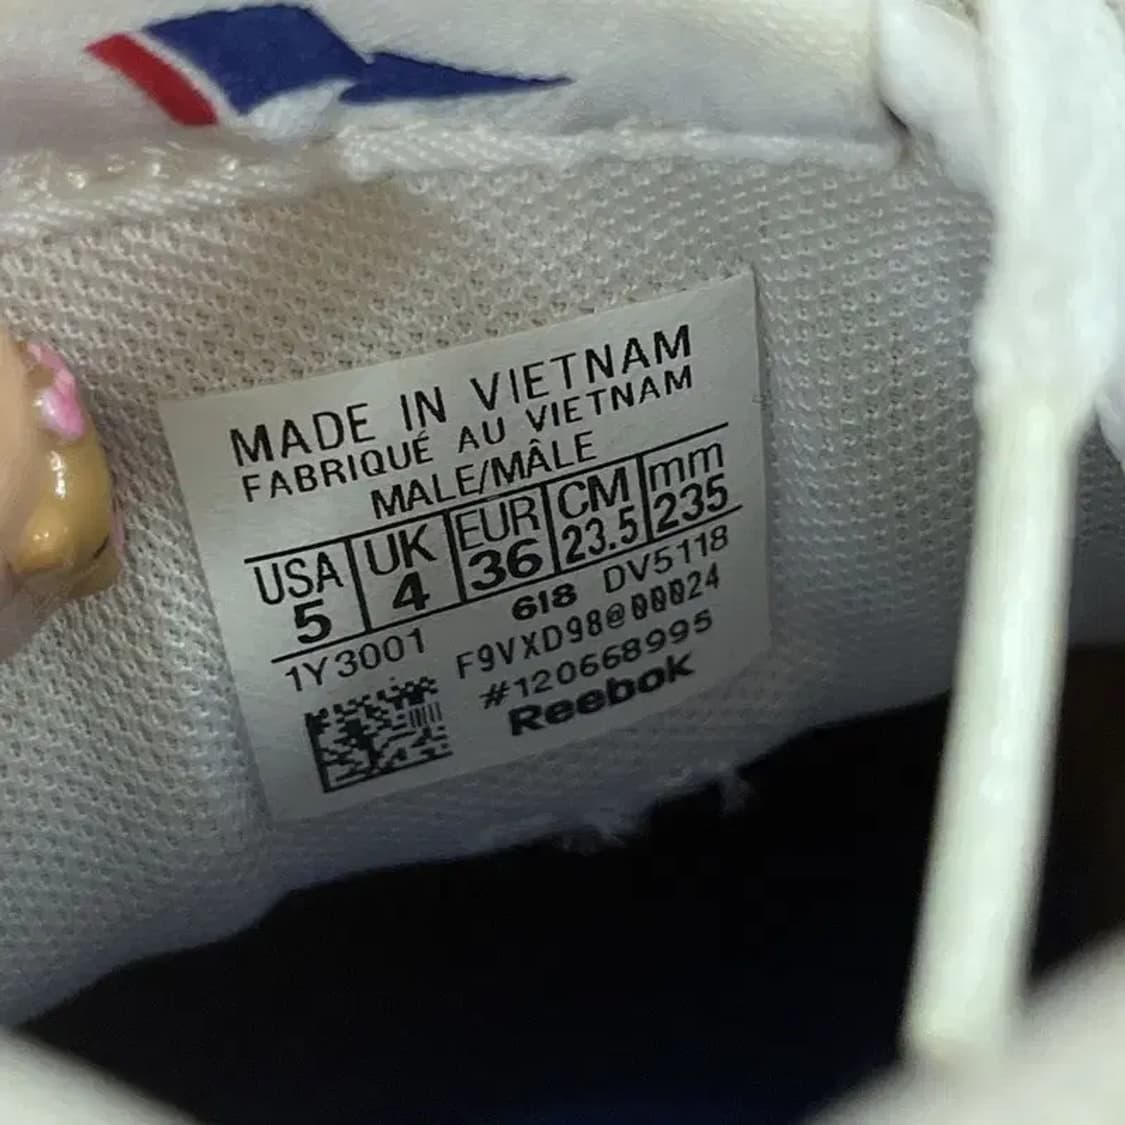 MADE IN VIETNAM
FABRIQUÉ AU VIETNAM
MALE/MÂLE
USA UK EUR CM mm
5 4 36 23.5 235
1Y3001 618 DV5118
F9VXD98@00024
#120668995
Reebok